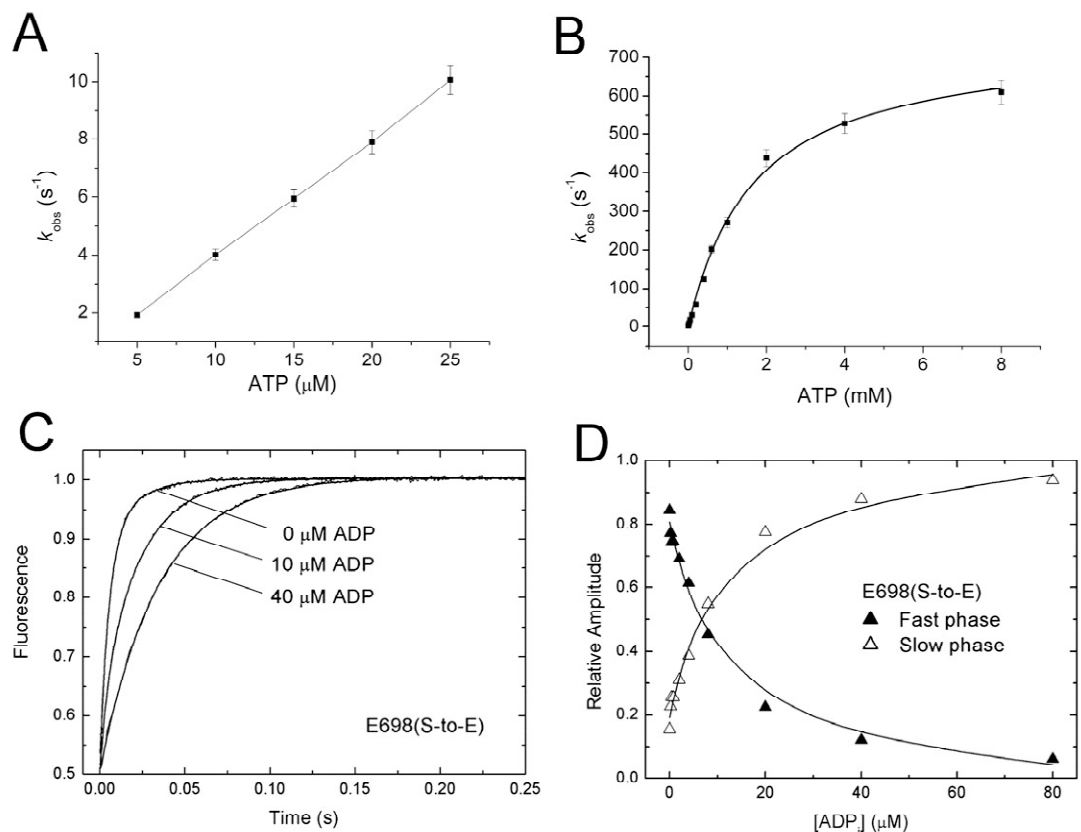 A
10
8
6
4
2
k obs (s-1)
5 10 15 20 25
ATP (μM)
B
700
600
500
400
300
200
100
0
k obs (s-1)
0 2 4 6 8
ATP (mM)
C
1.0
0.9
0.8
0.7
0.6
0.5
Fluorescence
0 μM ADP
10 μM ADP
40 μM ADP
E698(S-to-E)
0.00 0.05 0.10 0.15 0.20 0.25
Time (s)
D
1.0
0.8
0.6
0.4
0.2
0.0
Relative Amplitude
E698(S-to-E)
Fast phase
Slow phase
0 20 40 60 80
(μM)